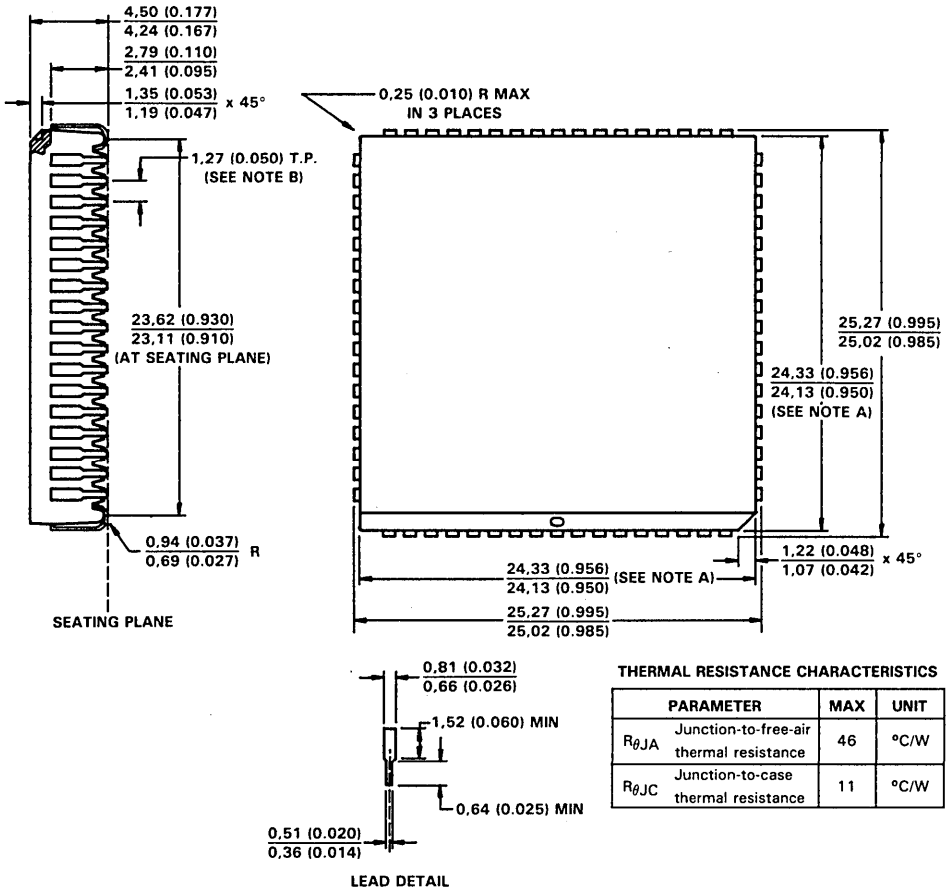 4,50 (0.177)
4,24 (0.167)
2,79 (0.110)
2,41 (0.095)
1,35 (0.053)
1,19 (0.047)
x 45°
0,25 (0.010) R MAX
IN 3 PLACES
1,27 (0.050) T.P.
(SEE NOTE B)
23,62 (0.930)
23,11 (0.910)
(AT SEATING PLANE)
25,27 (0.995)
25,02 (0.985)
24,33 (0.956)
24,13 (0.950)
(SEE NOTE A)
0,94 (0.037)
0,69 (0.027)
R
SEATING PLANE
1,22 (0.048)
1,07 (0.042)
x 45°
24,33 (0.956)
24,13 (0.950)
(SEE NOTE A)
25,27 (0.995)
25,02 (0.985)
0,81 (0.032)
0,66 (0.026)
1,52 (0.060) MIN
0,64 (0.025) MIN
0,51 (0.020)
0,36 (0.014)
LEAD DETAIL
THERMAL RESISTANCE CHARACTERISTICS
PARAMETER MAX UNIT
RθJA Junction-to-free-air thermal resistance 46 ºC/W
RθJC Junction-to-case thermal resistance 11 ºC/W